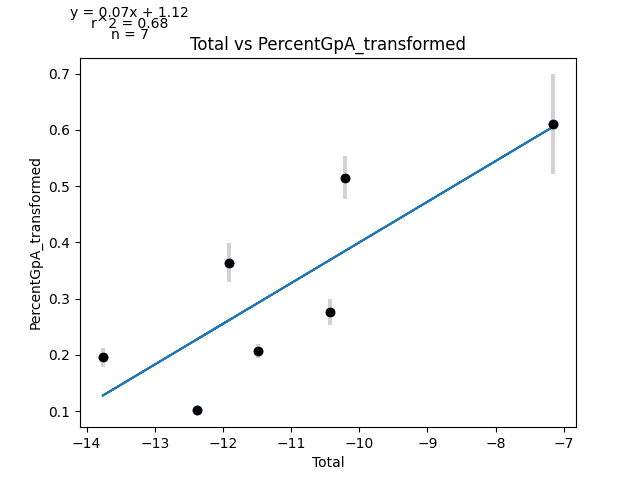 y = 0.07x + 1.12
r^2 = 0.68
n = 7
Total vs PercentGpA_transformed
PercentGpA_transformed
0.7
0.6
0.5
0.4
0.3
0.2
0.1
−14 −13 −12 −11 −10 −9 −8 −7
Total